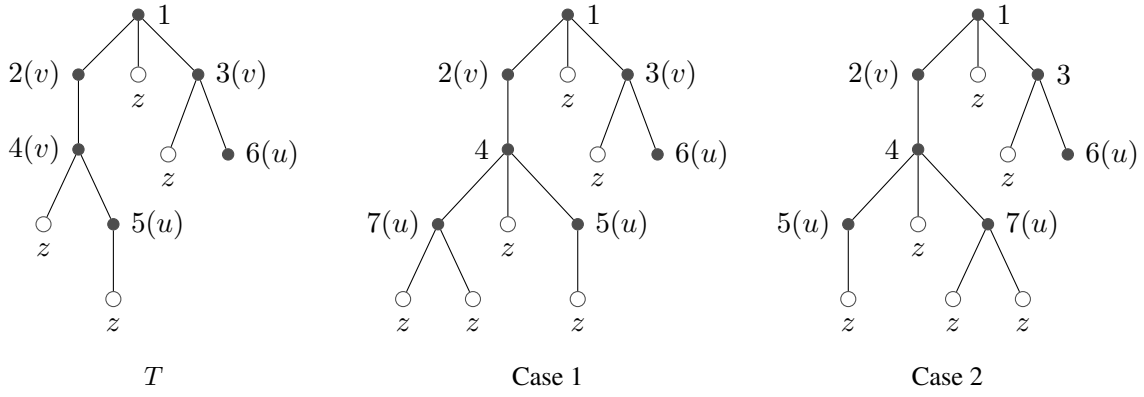 1 1 1
2(v) 3(v) 2(v) 3(v) 2(v) 3
z z z
4(v) 6(u) 4 6(u) 4 6(u)
z z z
5(u) 7(u) 5(u) 5(u) 7(u)
z z z
z z z z z z z
T Case 1 Case 2